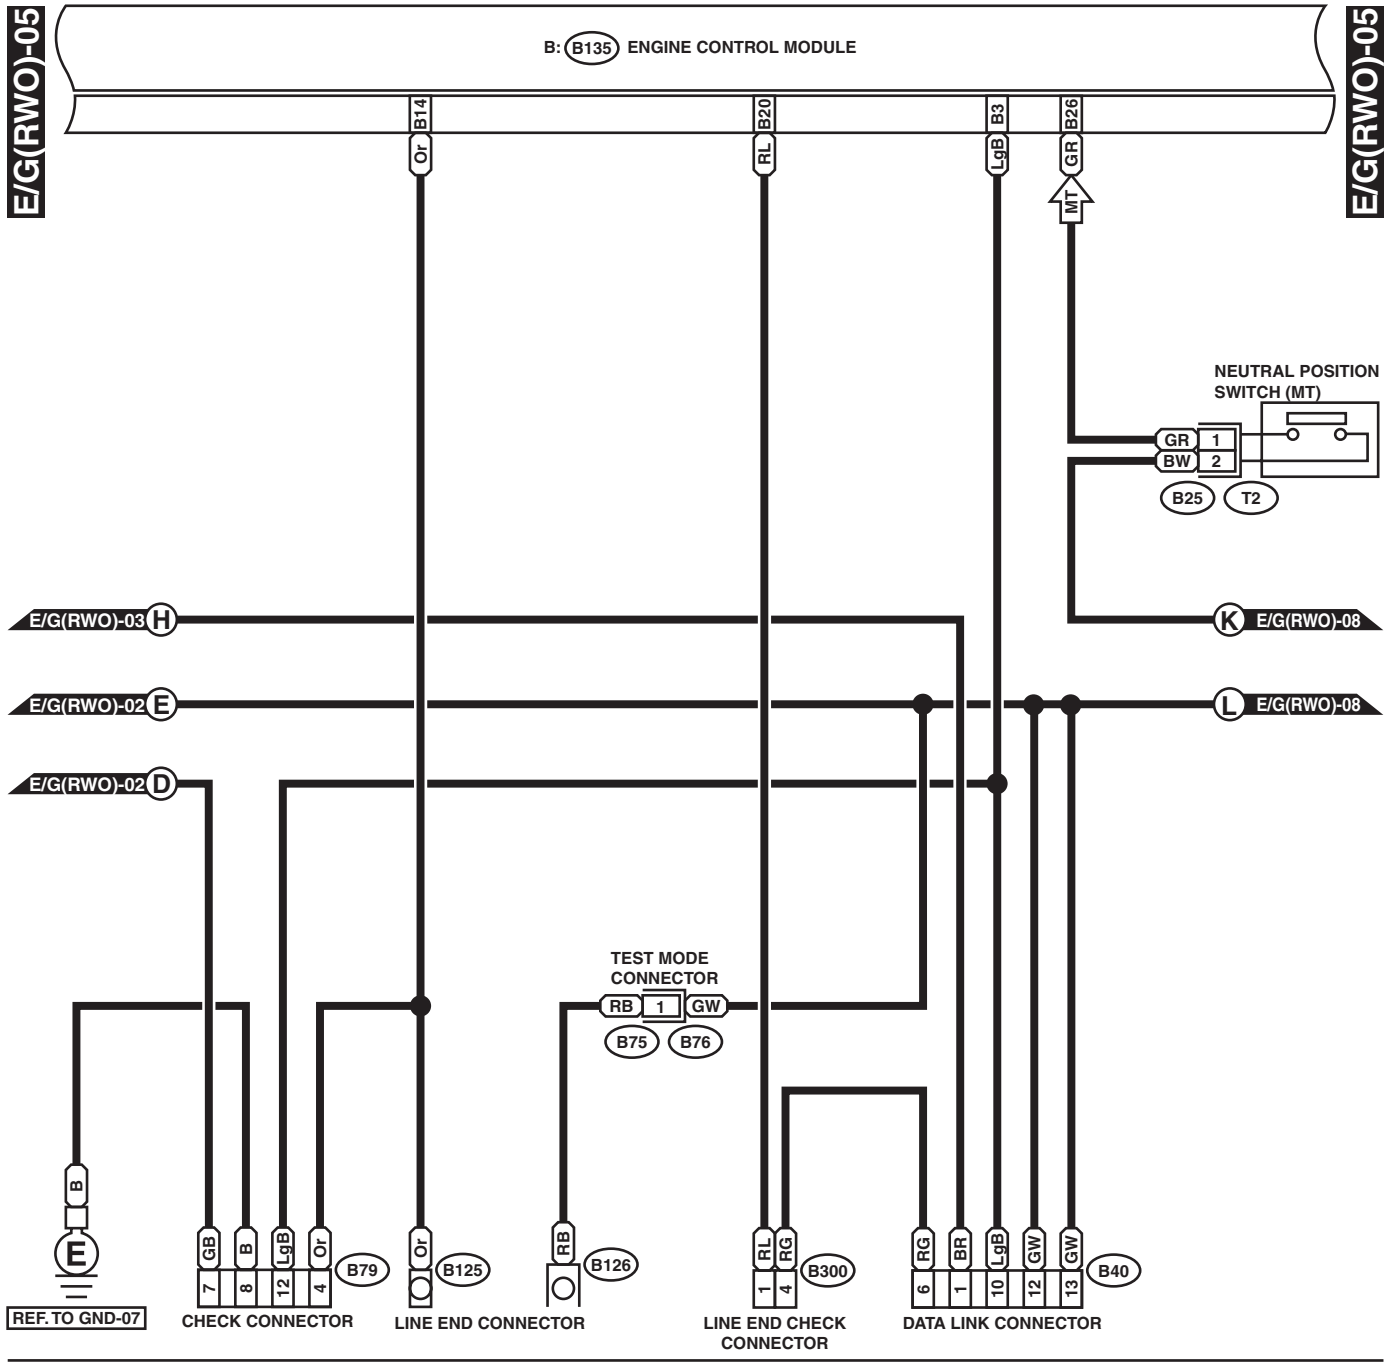 E/G(RWO)-05
E/G(RWO)-05
B: B135 ENGINE CONTROL MODULE
B14
B20
B3
B26
Or
RL
LgB
GR
MT
NEUTRAL POSITION
SWITCH (MT)
GR 1
BW 2
B25 T2
E/G(RWO)-03 H
K E/G(RWO)-08
E/G(RWO)-02 E
L E/G(RWO)-08
E/G(RWO)-02 D
TEST MODE
CONNECTOR
RB 1 GW
B75 B76
B
E
REF. TO GND-07
GB
B
LgB
Or
7
8
12
4
B79
CHECK CONNECTOR
Or
B125
RB
B126
LINE END CONNECTOR
RL
RG
1
4
B300
LINE END CHECK
CONNECTOR
RG
BR
LgB
GW
GW
6
1
10
12
13
B40
DATA LINK CONNECTOR